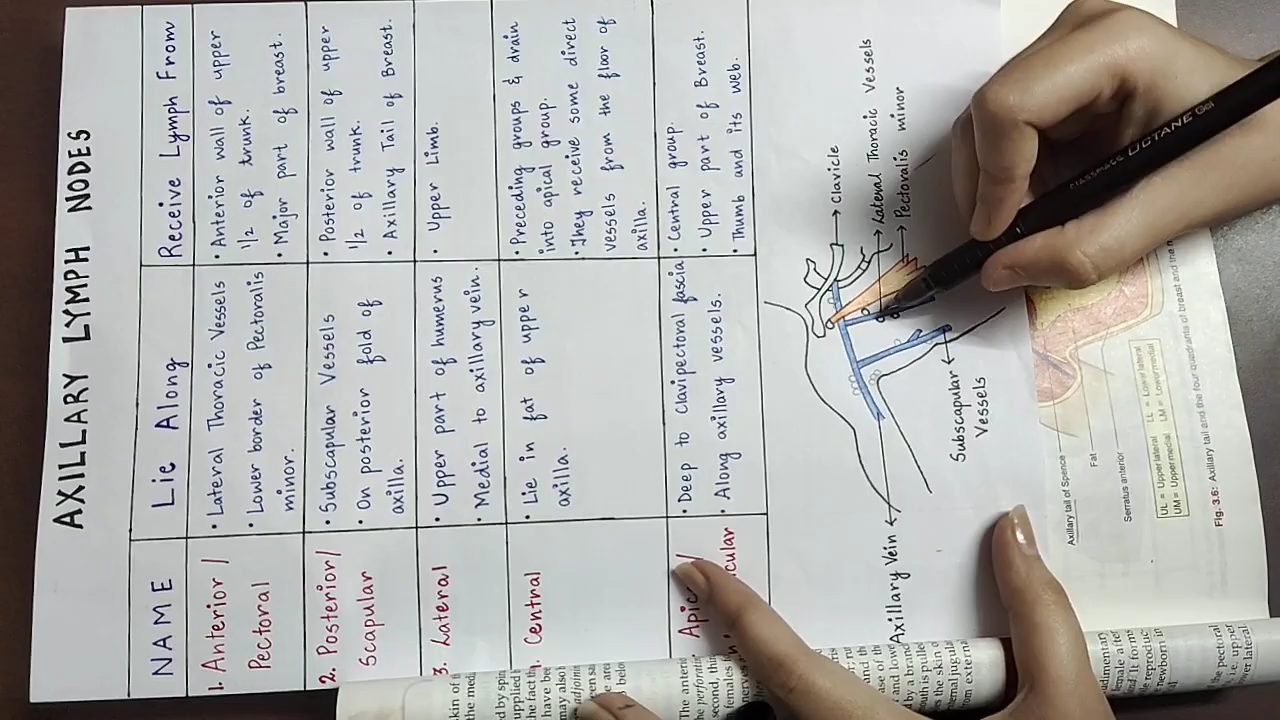 AXILLARY LYMPH NODES
NAME
Lie Along
Receive Lymph From
1. Anterior /
Pectoral
• Lateral Thoracic Vessels
• Lower border of Pectoralis
minor.
• Anterior wall of upper
1/2 of trunk.
• Major part of breast.
2. Posterior/
Scapular
• Subscapular Vessels
• On posterior fold of
axilla.
• Posterior wall of upper
1/2 of trunk.
• Axillary Tail of Breast.
3. Lateral
• Upper part of humerus
• Medial to axillary vein.
• Upper Limb.
Central
• Lie in fat of upper
axilla.
• Preceding groups & drain
into apical group.
• They receive some direct
vessels from the floor of
axilla.
• Deep to Clavipectoral fascia
• Along axillary vessels.
• Central group.
• Upper part of Breast.
• Thumb and its web.
Clavicle
Lateral Thoracic Vessels
Pectoralis minor
Subscapular
Vessels
Axillary Vein
CLASSMATE OCTANE Gel
Axillary tail of Spence
Fat
Serratus anterior
UL = Upper lateral LL = Lower lateral
UM = Upper medial LM = Lower medial
Fig. 3.6: Axillary tail and the four quadrants of breast and the